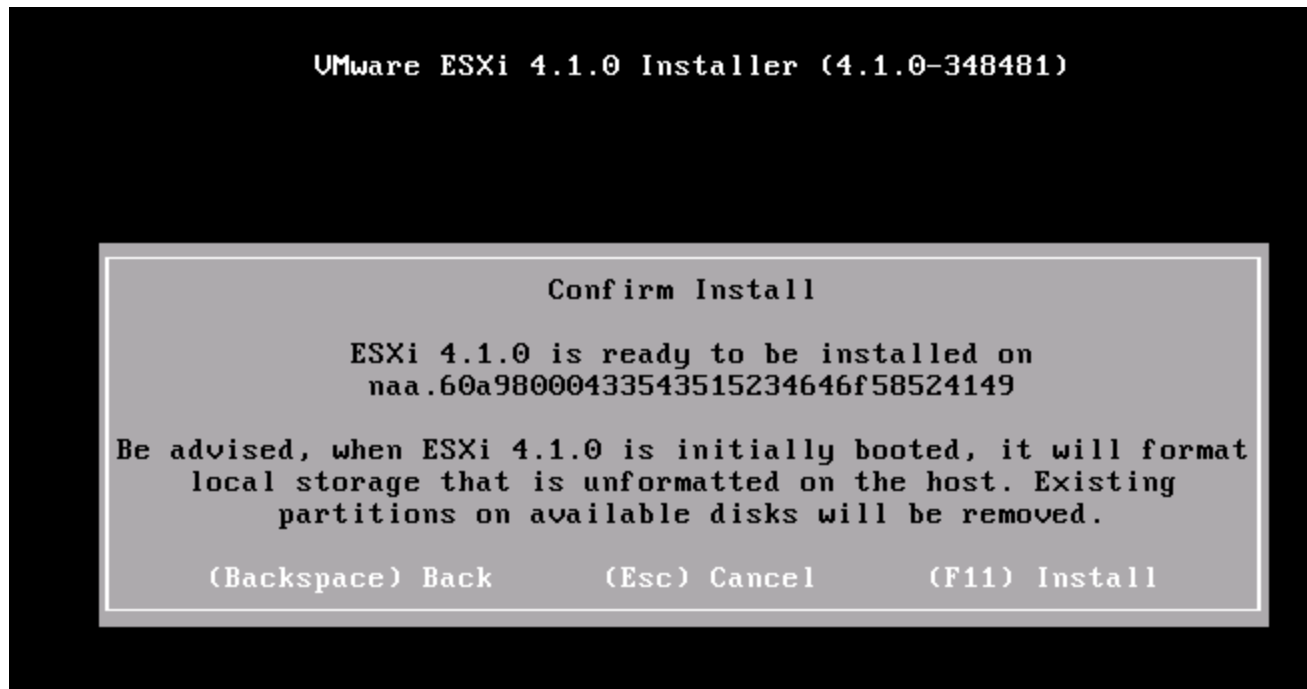 VMware ESXi 4.1.0 Installer (4.1.0-348481)
Confirm Install
ESXi 4.1.0 is ready to be installed on
naa.60a98000433543515234646f58524149
Be advised, when ESXi 4.1.0 is initially booted, it will format
local storage that is unformatted on the host. Existing
partitions on available disks will be removed.
(Backspace) Back (Esc) Cancel (F11) Install